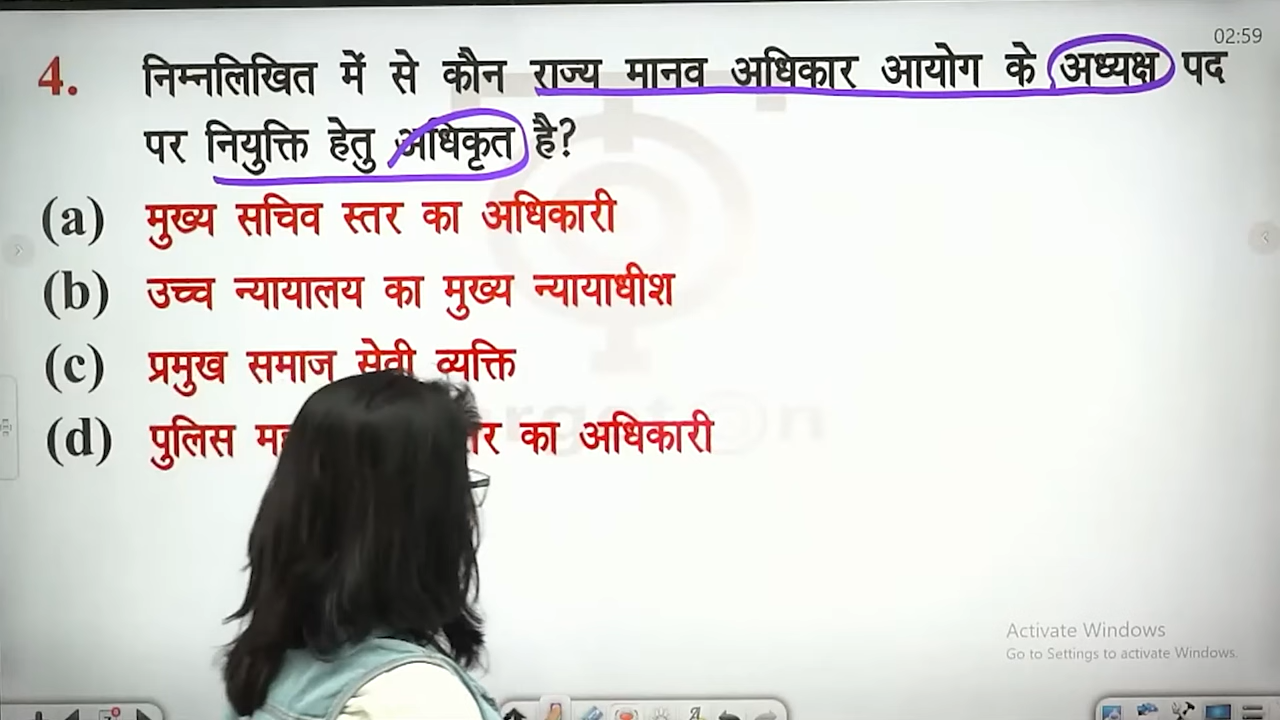 02:59
4. निम्नलिखित में से कौन राज्य मानव अधिकार आयोग के अध्यक्ष पद
पर नियुक्ति हेतु अधिकृत है?
(a) मुख्य सचिव स्तर का अधिकारी
(b) उच्च न्यायालय का मुख्य न्यायाधीश
(c) प्रमुख समाज सेवी व्यक्ति
(d) पुलिस का अधिकारी
Activate Windows
Go to Settings to activate Windows.